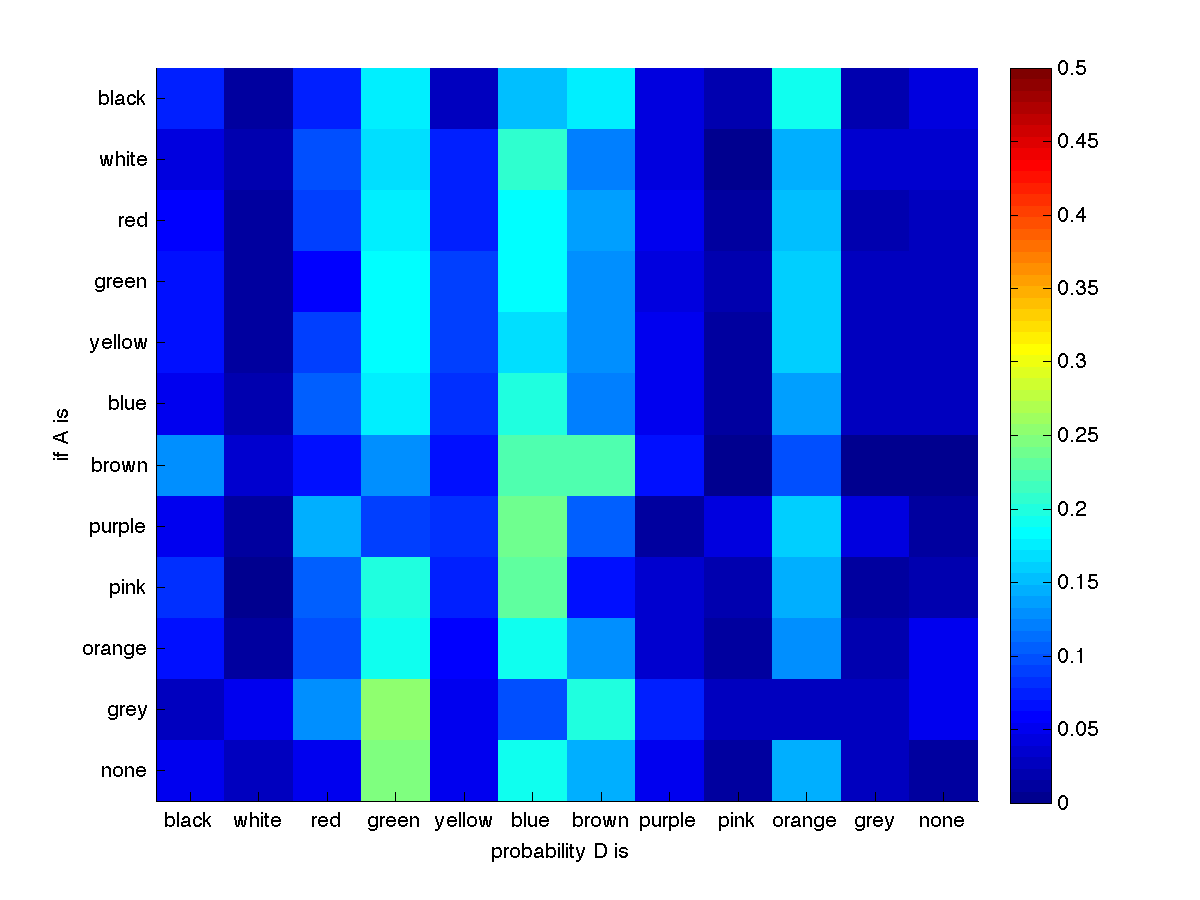 black
white
red
green
yellow
blue
brown
purple
pink
orange
grey
none
if A is
black white red green yellow blue brown purple pink orange grey none
probability D is
0.5
0.45
0.4
0.35
0.3
0.25
0.2
0.15
0.1
0.05
0